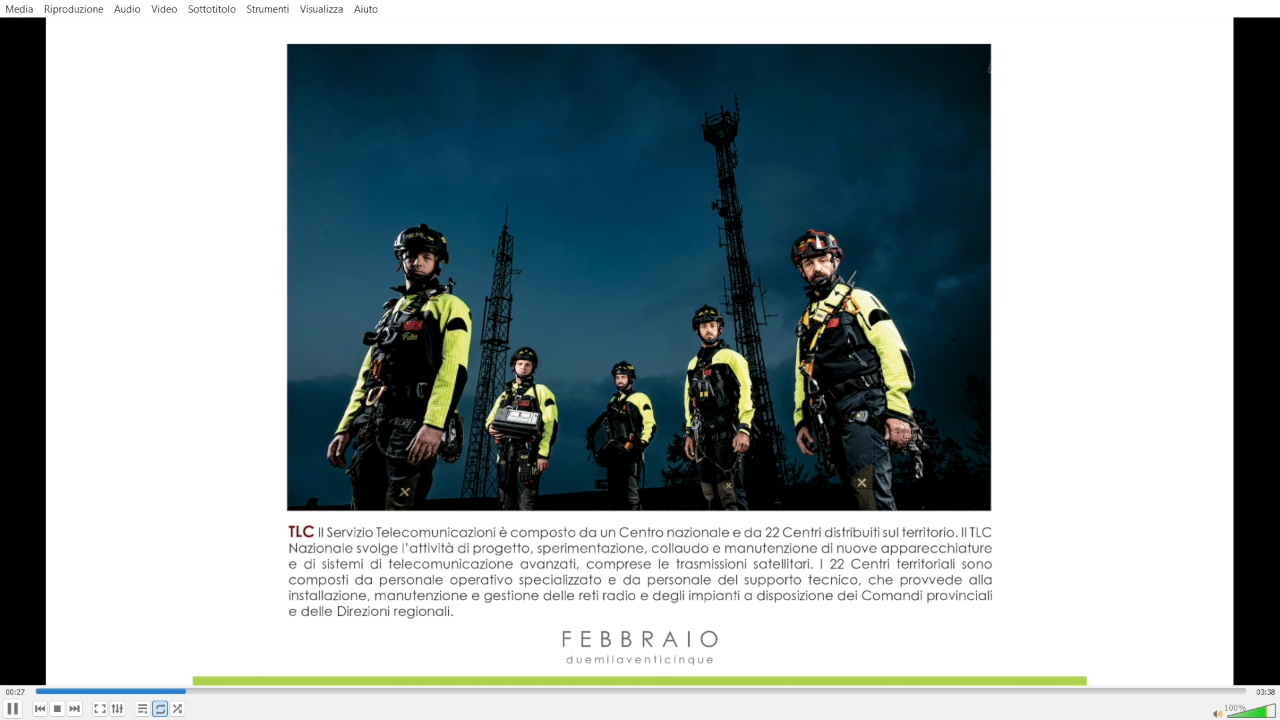 Media Riproduzione Audio Video Sottotitolo Strumenti Visualizza Aiuto
TLC Il Servizio Telecomunicazioni è composto da un Centro nazionale e da 22 Centri distribuiti sul territorio. Il TLC
Nazionale svolge l'attività di progetto, sperimentazione, collaudo e manutenzione di nuove apparecchiature
e di sistemi di telecomunicazione avanzati, comprese le trasmissioni satellitari. I 22 Centri territoriali sono
composti da personale operativo specializzato e da personale del supporto tecnico, che provvede alla
installazione, manutenzione e gestione delle reti radio e degli impianti a disposizione dei Comandi provinciali
e delle Direzioni regionali.
FEBBRAIO
duemilaventicinque
00:27 03:38
100%